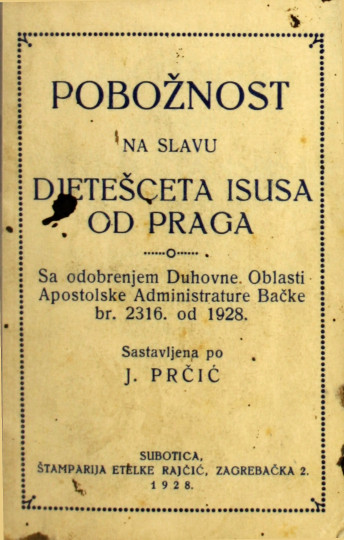 POBOŽNOST
NA SLAVU
DJETEŠCETA ISUSA
OD PRAGA
Sa odobrenjem Duhovne Oblasti
Apostolske Administrature Bačke
br. 2316. od 1928.
Sastavljena po
J. PRČIĆ
SUBOTICA,
ŠTAMPARIJA ETELKE RAJČIĆ, ZAGREBAČKA 2.
1928.